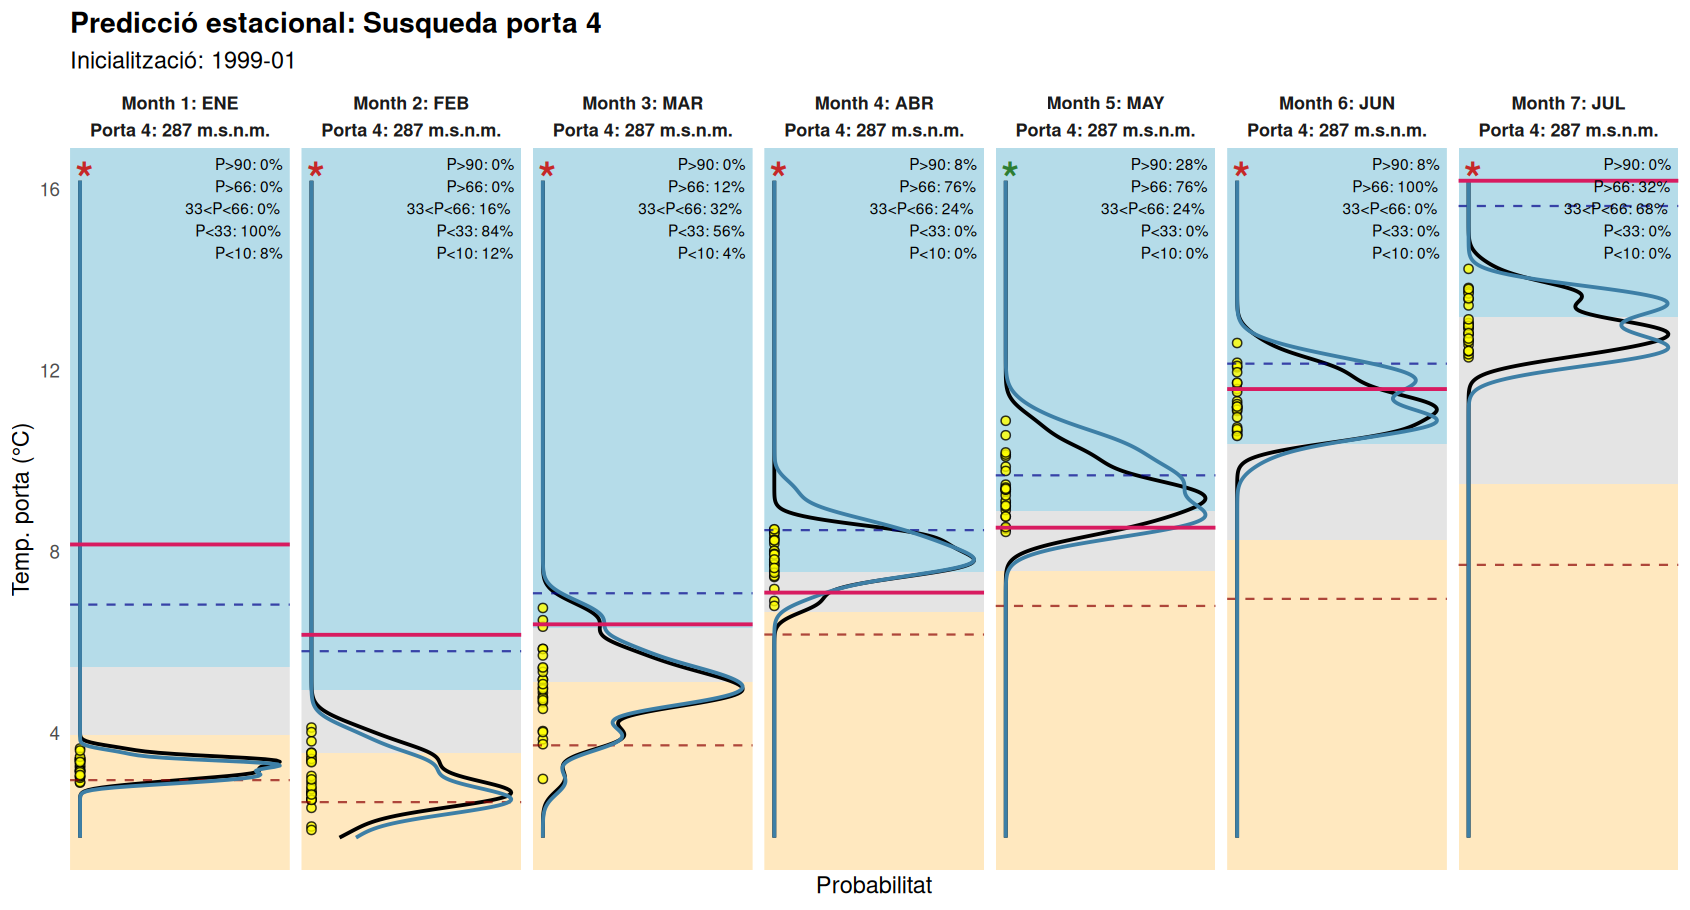 Predicció estacional: Susqueda porta 4
Inicialització: 1999-01
Month 1: ENE
Porta 4: 287 m.s.n.m.
Month 2: FEB
Porta 4: 287 m.s.n.m.
Month 3: MAR
Porta 4: 287 m.s.n.m.
Month 4: ABR
Porta 4: 287 m.s.n.m.
Month 5: MAY
Porta 4: 287 m.s.n.m.
Month 6: JUN
Porta 4: 287 m.s.n.m.
Month 7: JUL
Porta 4: 287 m.s.n.m.
*
P>90: 0%
P>66: 0%
33<P<66: 0%
P<33: 100%
P<10: 8%
*
P>90: 0%
P>66: 0%
33<P<66: 16%
P<33: 84%
P<10: 12%
*
P>90: 0%
P>66: 12%
33<P<66: 32%
P<33: 56%
P<10: 4%
*
P>90: 8%
P>66: 76%
33<P<66: 24%
P<33: 0%
P<10: 0%
*
P>90: 28%
P>66: 76%
33<P<66: 24%
P<33: 0%
P<10: 0%
*
P>90: 8%
P>66: 100%
33<P<66: 0%
P<33: 0%
P<10: 0%
*
P>90: 0%
P>66: 32%
33<P<66: 68%
P<33: 0%
P<10: 0%
16
12
8
4
Temp. porta (°C)
Probabilitat